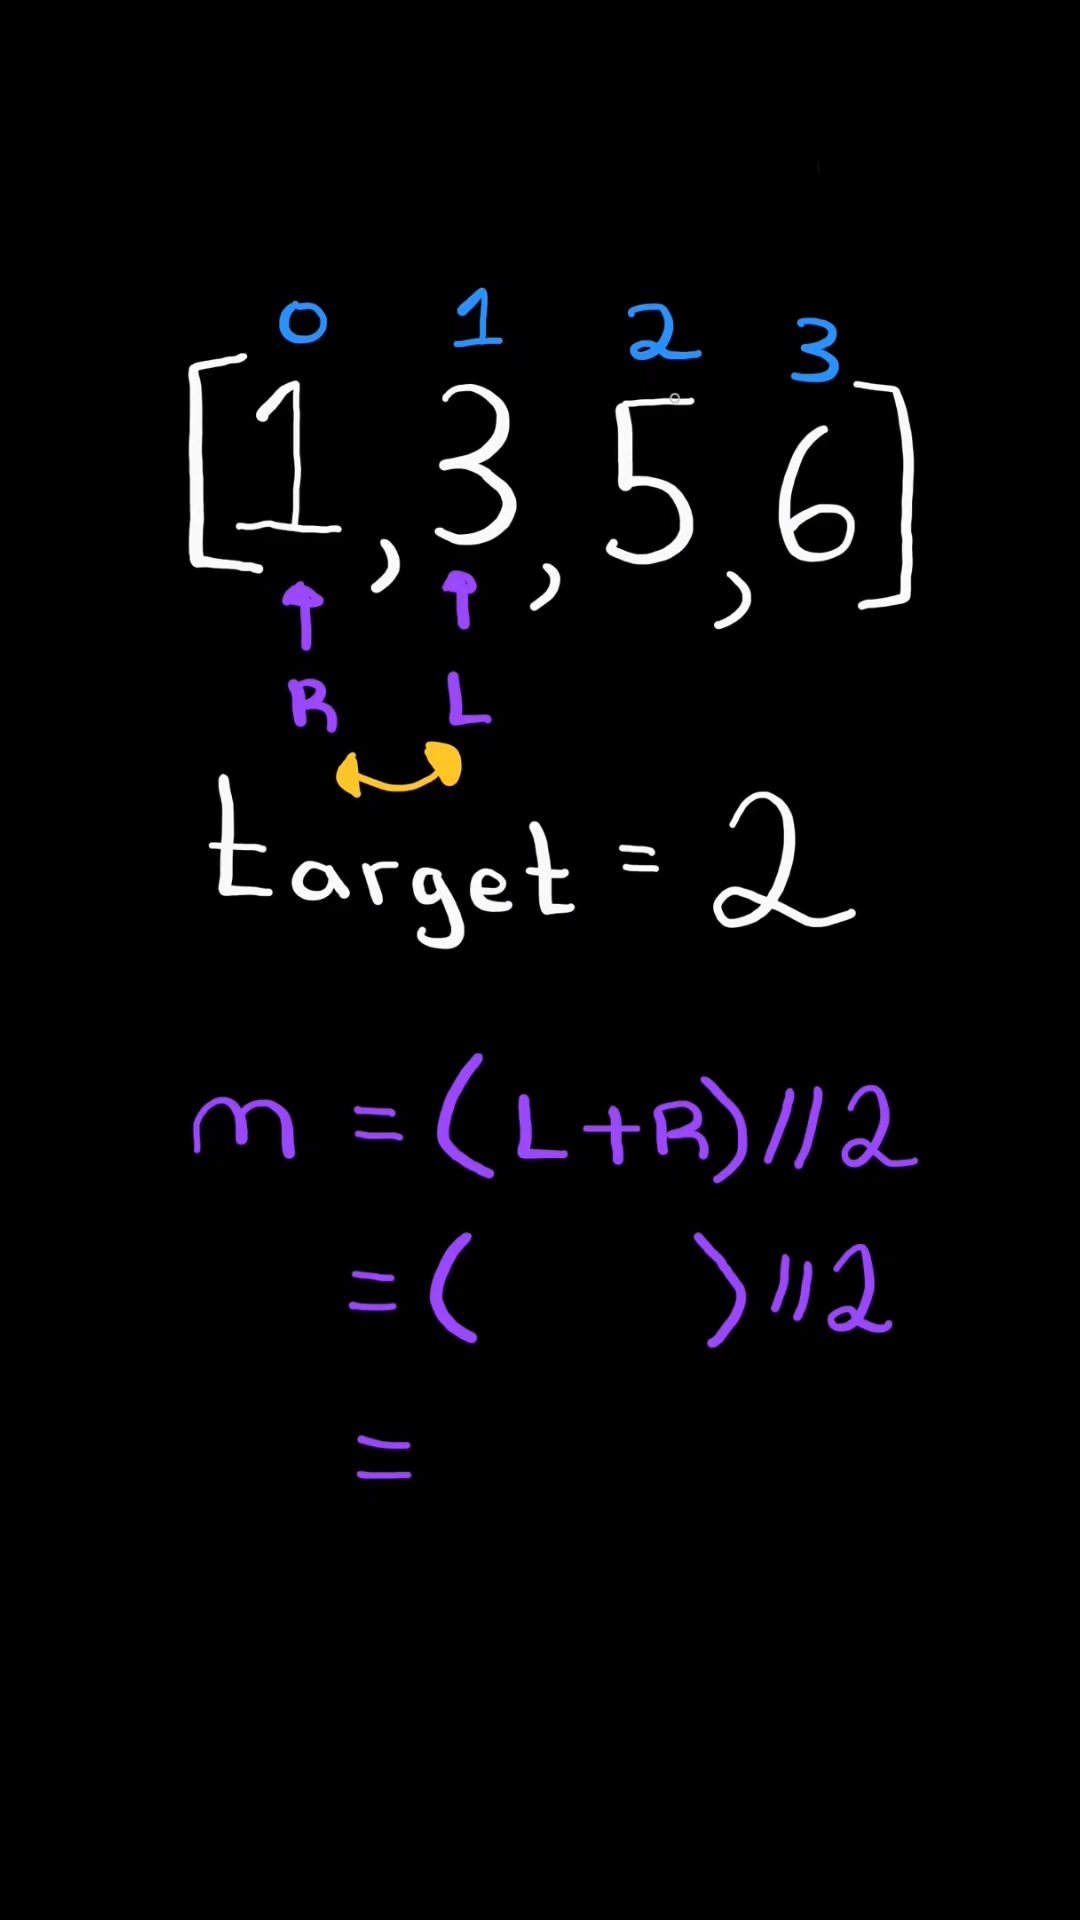 0 1 2 3
[1, 3, 5, 6]
R L
target = 2
m = (L+R)//2
= ( )//2
=